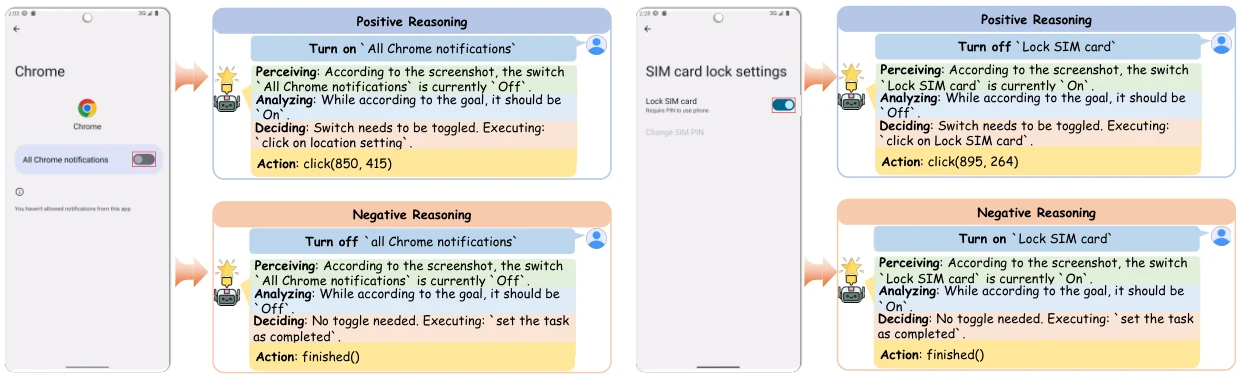 2:03
3G
Chrome
Chrome
All Chrome notifications
You haven't allowed notifications from this app
Positive Reasoning
Turn on `All Chrome notifications`
Perceiving: According to the screenshot, the switch
`All Chrome notifications` is currently `Off`.
Analyzing: While according to the goal, it should be
`On`.
Deciding: Switch needs to be toggled. Executing:
`click on location setting`.
Action: click(850, 415)
Negative Reasoning
Turn off `all Chrome notifications`
Perceiving: According to the screenshot, the switch
`All Chrome notifications` is currently `Off`.
Analyzing: While according to the goal, it should be
`Off`.
Deciding: No toggle needed. Executing: `set the task
as completed`.
Action: finished()
2:28
3G
SIM card lock settings
Lock SIM card
Require PIN to use phone
Change SIM PIN
Positive Reasoning
Turn off `Lock SIM card`
Perceiving: According to the screenshot, the switch
`Lock SIM card` is currently `On`.
Analyzing: While according to the goal, it should be
`Off`.
Deciding: Switch needs to be toggled. Executing:
`click on Lock SIM card`.
Action: click(895, 264)
Negative Reasoning
Turn on `Lock SIM card`
Perceiving: According to the screenshot, the switch
`Lock SIM card` is currently `On`.
Analyzing: While according to the goal, it should be
`On`.
Deciding: No toggle needed. Executing: `set the task
as completed`.
Action: finished()